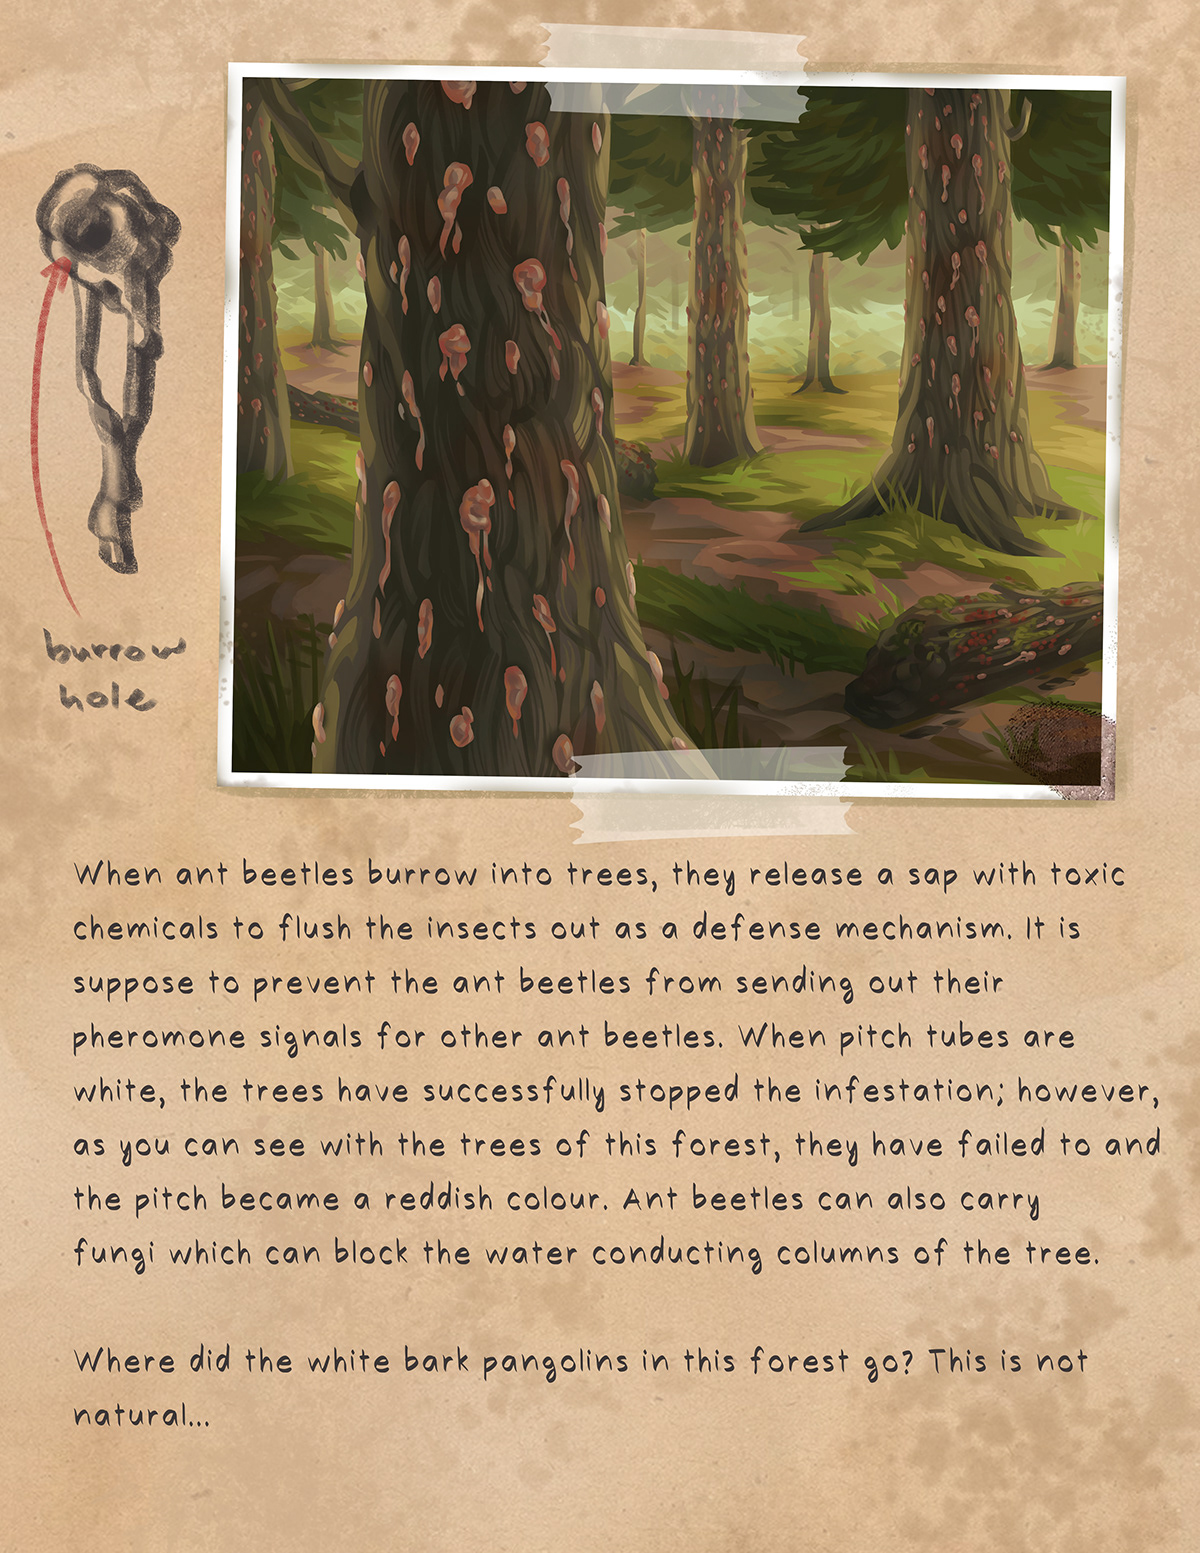 burrow
hole
When ant beetles burrow into trees, they release a sap with toxic
chemicals to flush the insects out as a defense mechanism. It is
suppose to prevent the ant beetles from sending out their
pheromone signals for other ant beetles. When pitch tubes are
white, the trees have successfully stopped the infestation; however,
as you can see with the trees of this forest, they have failed to and
the pitch became a reddish colour. Ant beetles can also carry
fungi which can block the water conducting columns of the tree.
Where did the white bark pangolins in this forest go? This is not
natural...